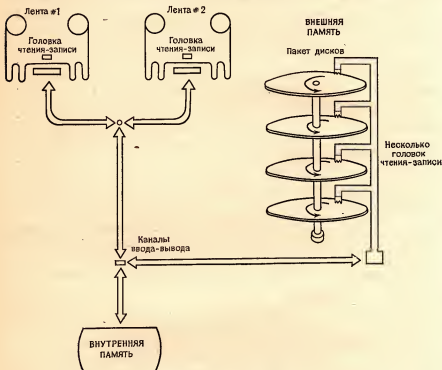 Лента #1
Головка
чтения-записи
Лента #2
Головка
чтения-записи
ВНЕШНЯЯ
ПАМЯТЬ
Пакет дисков
Несколько
головок
чтения-записи
Каналы
ввода-вывода
ВНУТРЕННЯЯ
ПАМЯТЬ